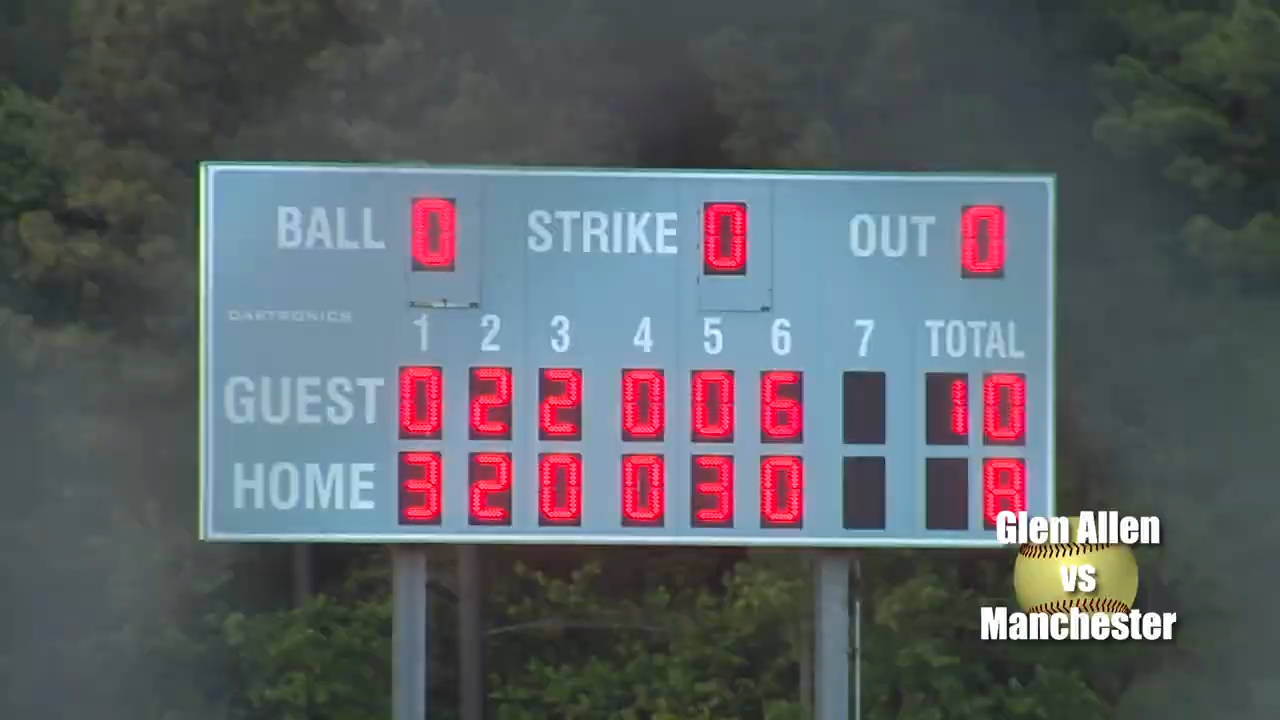 BALL 0 STRIKE 0 OUT 0
DAKTRONICS
1 2 3 4 5 6 7 TOTAL
GUEST 0 2 2 0 0 6 10
HOME 3 2 0 0 3 0 8
Glen Allen
vs
Manchester